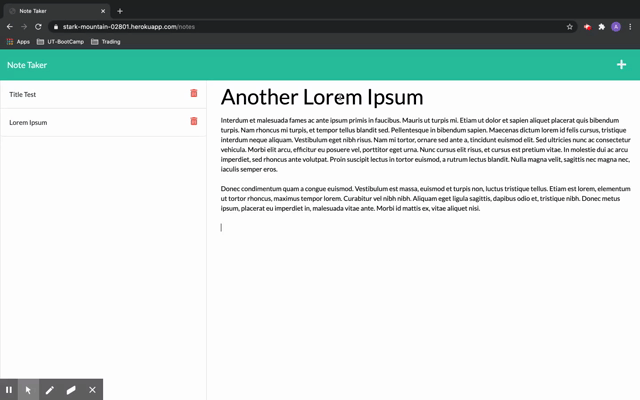 Note Taker
stark-mountain-02801.herokuapp.com/notes
A
Apps
UT-BootCamp
Trading
Note Taker
Title Test
Lorem Ipsum
Another Lorem Ipsum
Interdum et malesuada fames ac ante ipsum primis in faucibus. Mauris ut turpis mi. Etiam ut dolor et sapien aliquet placerat quis bibendum
turpis. Nam rhoncus mi turpis, et tempor tellus blandit sed. Pellentesque in bibendum sapien. Maecenas dictum lorem id felis cursus, tristique
interdum neque aliquam. Vestibulum eget nibh risus. Nam mi tortor, ornare sed ante a, tincidunt euismod elit. Sed ultricies nunc ac consectetur
vehicula. Morbi elit arcu, efficitur eu posuere vel, porttitor eget urna. Nunc cursus elit risus, et cursus est pretium vitae. In molestie dui ac arcu
imperdiet, sed rhoncus ante volutpat. Proin suscipit lectus in tortor euismod, a rutrum lectus blandit. Nulla magna velit, sagittis nec magna nec,
iaculis semper eros.
Donec condimentum quam a congue euismod. Vestibulum est massa, euismod et turpis non, luctus tristique tellus. Etiam est lorem, elementum
ut tortor rhoncus, maximus tempor lorem. Curabitur vel nibh nibh. Aliquam eget ligula sagittis, dapibus odio et, tristique nibh. Donec metus
ipsum, placerat eu imperdiet in, malesuada vitae ante. Morbi id mattis ex, vitae aliquet nisi.